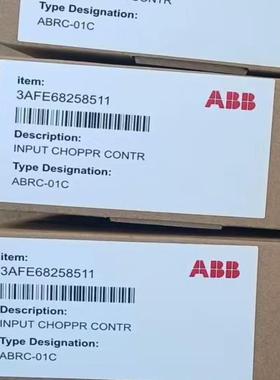 Type Designation:
ABRC-01C
item:
3AFE68258511
ABB
Description:
INPUT CHOPPR CONTR
Type Designation:
ABRC-01C
item:
3AFE68258511
ABB
Description:
INPUT CHOPPR CONTR
Type Designation:
ABRC-01C